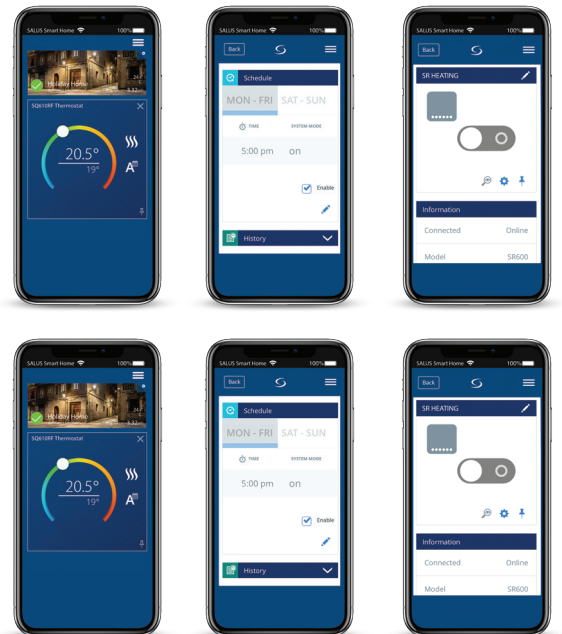 SALUS Smart Home 100%
Holiday Home
SQ610RF Thermostat
20.5°
19°
A
SALUS Smart Home 100%
Back
Schedule
MON - FRI SAT - SUN
TIME SYSTEM MODE
5:00 pm on
Enable
History
SALUS Smart Home 100%
Back
SR HEATING
Information
Connected Online
Model SR600
SALUS Smart Home 100%
Holiday Home
SQ610RF Thermostat
20.5°
19°
A
SALUS Smart Home 100%
Back
Schedule
MON - FRI SAT - SUN
TIME SYSTEM MODE
5:00 pm on
Enable
History
SALUS Smart Home 100%
Back
SR HEATING
Information
Connected Online
Model SR600